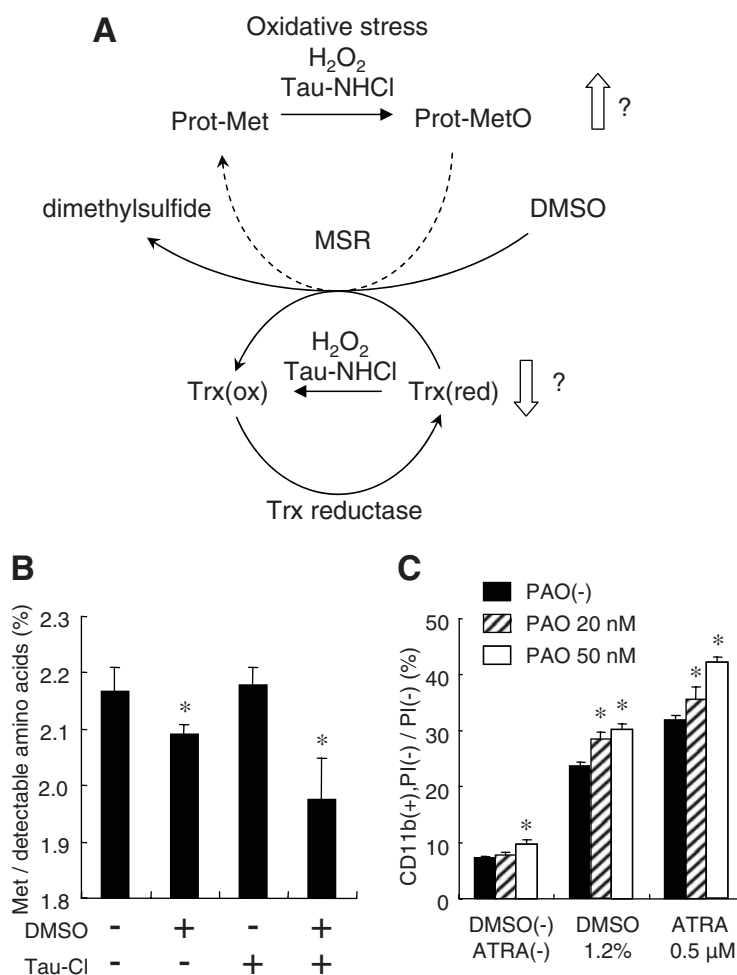 A
Oxidative stress
H₂O₂
Tau-NHCl
Prot-Met
Prot-MetO
?
dimethylsulfide
DMSO
MSR
H₂O₂
Tau-NHCl
Trx(ox)
Trx(red)
?
Trx reductase
B
Met / detectable amino acids (%)
2.3
2.2
2.1
2.0
1.9
1.8
*
*
DMSO - + - +
Tau-Cl - - + +
C
PAO(-)
PAO 20 nM
PAO 50 nM
CD11b(+),PI(-) / PI(-) (%)
50
40
30
20
10
0
*
* *
* *
DMSO(-) DMSO ATRA
ATRA(-) 1.2% 0.5 µM